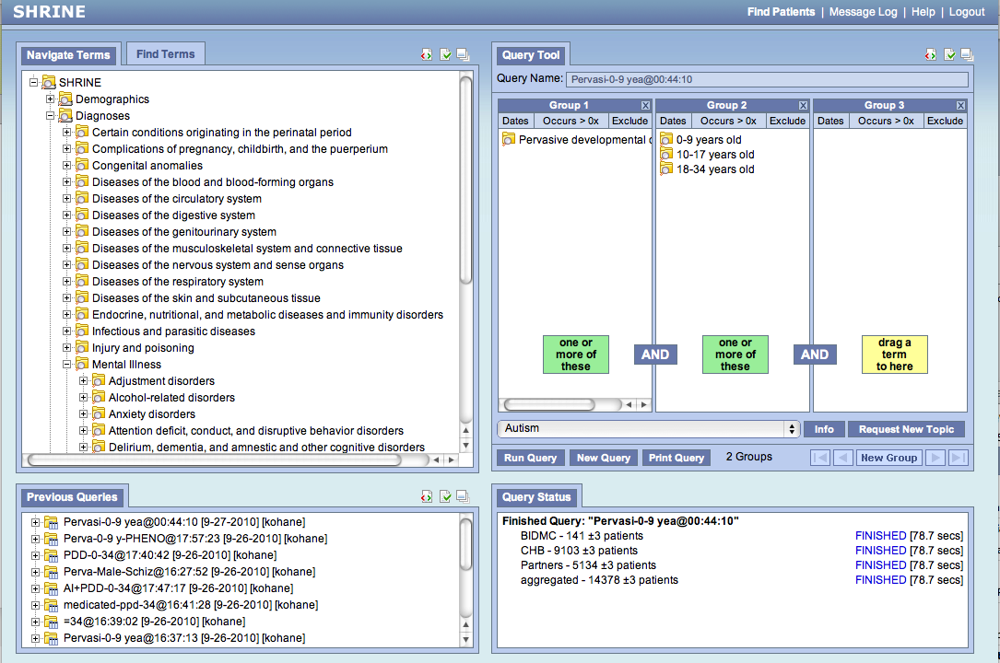 SHRINE
Find Patients | Message Log | Help | Logout
Navigate Terms
Find Terms
SHRINE
Demographics
Diagnoses
Certain conditions originating in the perinatal period
Complications of pregnancy, childbirth, and the puerperium
Congenital anomalies
Diseases of the blood and blood-forming organs
Diseases of the circulatory system
Diseases of the digestive system
Diseases of the genitourinary system
Diseases of the musculoskeletal system and connective tissue
Diseases of the nervous system and sense organs
Diseases of the respiratory system
Diseases of the skin and subcutaneous tissue
Endocrine, nutritional, and metabolic diseases and immunity disorders
Infectious and parasitic diseases
Injury and poisoning
Mental Illness
Adjustment disorders
Alcohol-related disorders
Anxiety disorders
Attention deficit, conduct, and disruptive behavior disorders
Delirium, dementia, and amnestic and other cognitive disorders
Query Tool
Query Name: Pervasi-0-9 yea@00:44:10
Group 1 Group 2 Group 3
Dates Occurs > 0x Exclude Dates Occurs > 0x Exclude Dates Occurs > 0x Exclude
Pervasive developmental
0-9 years old
10-17 years old
18-34 years old
one or
more of
these
AND
one or
more of
these
AND
drag a
term
to here
Autism
Info
Request New Topic
Run Query
New Query
Print Query
2 Groups
New Group
Previous Queries
Pervasi-0-9 yea@00:44:10 [9-27-2010] [kohane]
Perva-0-9 y-PHENO@17:57:23 [9-26-2010] [kohane]
PDD-0-34@17:40:42 [9-26-2010] [kohane]
Perva-Male-Schiz@16:27:52 [9-26-2010] [kohane]
AI+PDD-0-34@17:47:17 [9-26-2010] [kohane]
medicated-ppd-34@16:41:28 [9-26-2010] [kohane]
=34@16:39:02 [9-26-2010] [kohane]
Pervasi-0-9 yea@16:37:13 [9-26-2010] [kohane]
Query Status
Finished Query: "Pervasi-0-9 yea@00:44:10"
BIDMC - 141 ±3 patients FINISHED [78.7 secs]
CHB - 9103 ±3 patients FINISHED [78.7 secs]
Partners - 5134 ±3 patients FINISHED [78.7 secs]
aggregated - 14378 ±3 patients FINISHED [78.7 secs]